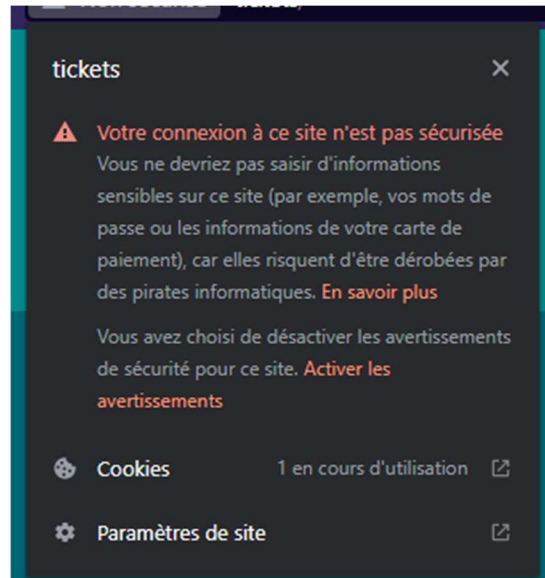 tickets
Votre connexion à ce site n'est pas sécurisée
Vous ne devriez pas saisir d'informations
sensibles sur ce site (par exemple, vos mots de
passe ou les informations de votre carte de
paiement), car elles risquent d'être dérobées par
des pirates informatiques. En savoir plus
Vous avez choisi de désactiver les avertissements
de sécurité pour ce site. Activer les
avertissements
Cookies 1 en cours d'utilisation
Paramètres de site